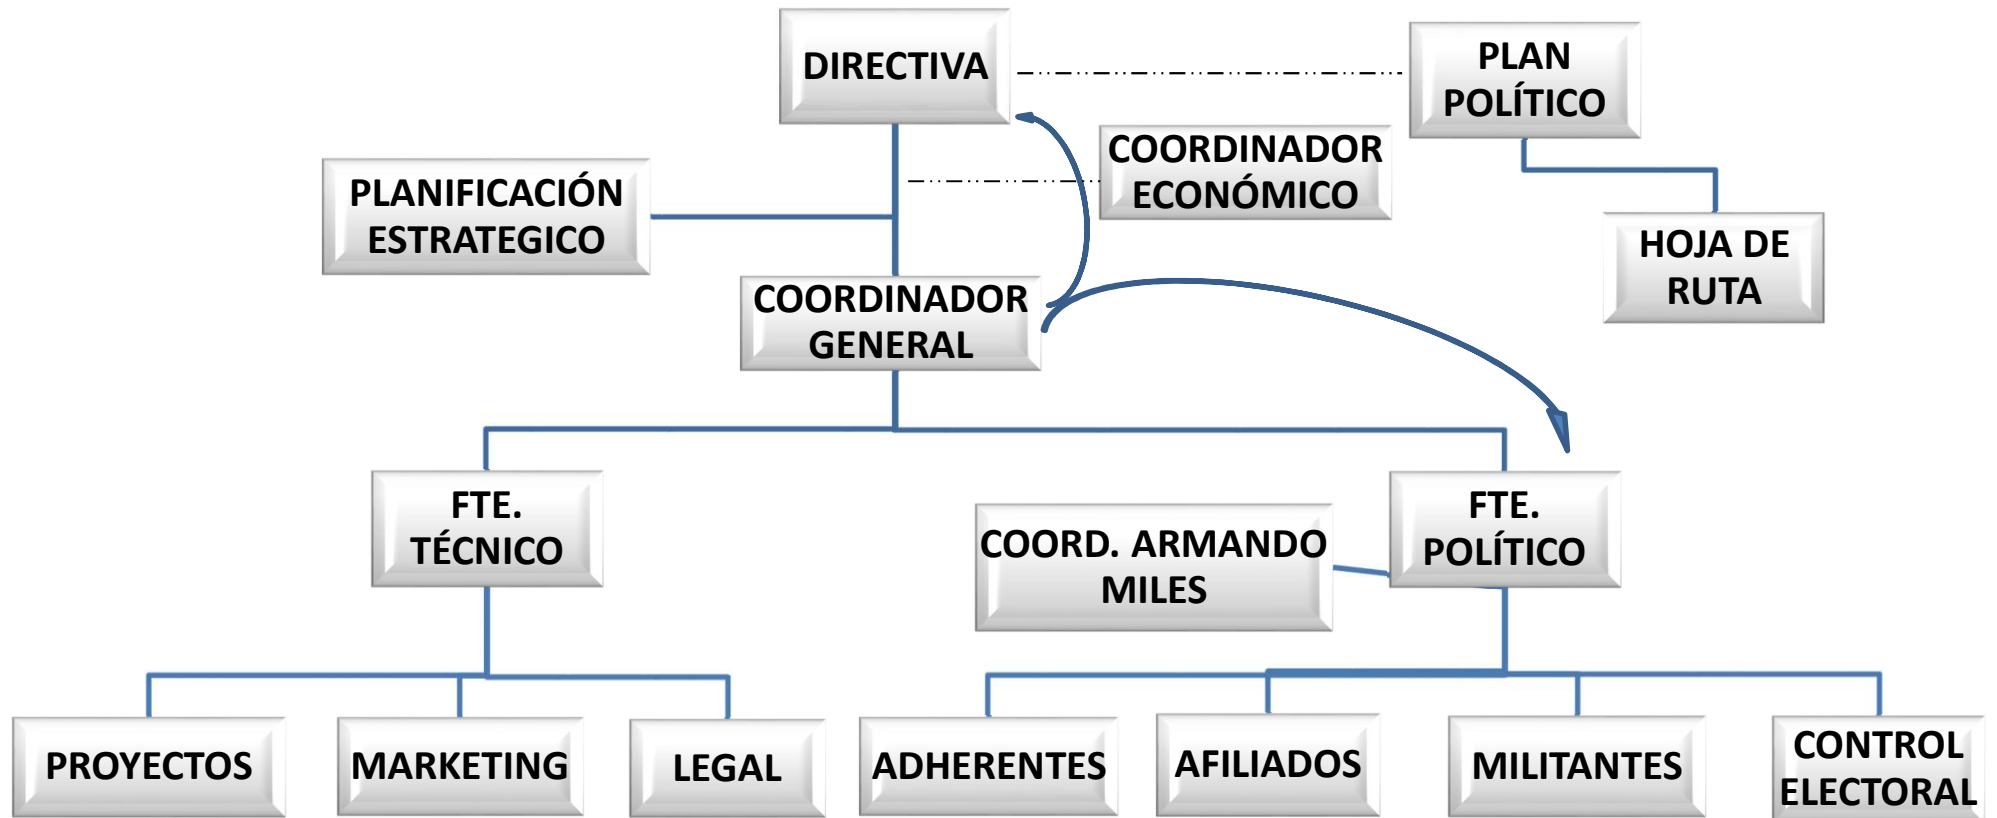 DIRECTIVA
PLAN
POLÍTICO
COORDINADOR
ECONÓMICO
PLANIFICACIÓN
ESTRATEGICO
HOJA DE
RUTA
COORDINADOR
GENERAL
FTE.
TÉCNICO
COORD. ARMANDO
MILES
FTE.
POLÍTICO
PROYECTOS
MARKETING
LEGAL
ADHERENTES
AFILIADOS
MILITANTES
CONTROL
ELECTORAL